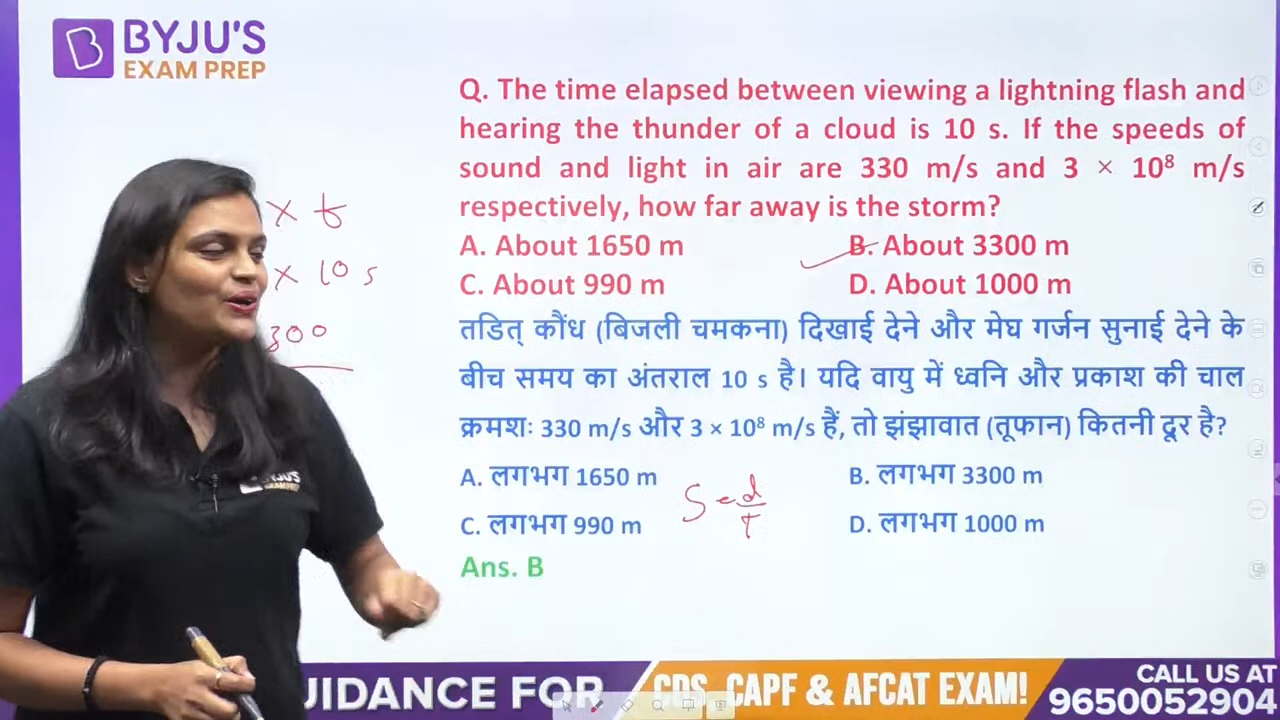 BYJU'S
EXAM PREP
Q. The time elapsed between viewing a lightning flash and
hearing the thunder of a cloud is 10 s. If the speeds of
sound and light in air are 330 m/s and 3 × 10⁸ m/s
respectively, how far away is the storm?
A. About 1650 m B. About 3300 m
C. About 990 m D. About 1000 m
तडित् कौंध (बिजली चमकना) दिखाई देने और मेघ गर्जन सुनाई देने के
बीच समय का अंतराल 10 s है। यदि वायु में ध्वनि और प्रकाश की चाल
क्रमशः 330 m/s और 3 × 10⁸ m/s हैं, तो झंझावात (तूफान) कितनी दूर है?
A. लगभग 1650 m B. लगभग 3300 m
C. लगभग 990 m D. लगभग 1000 m
Ans. B
× t
× 10 s
300
S = d
t
BYJU'S
EXAM PREP
UIDANCE FOR
CDS, CAPF & AFCAT EXAM!
CALL US AT
9650052904